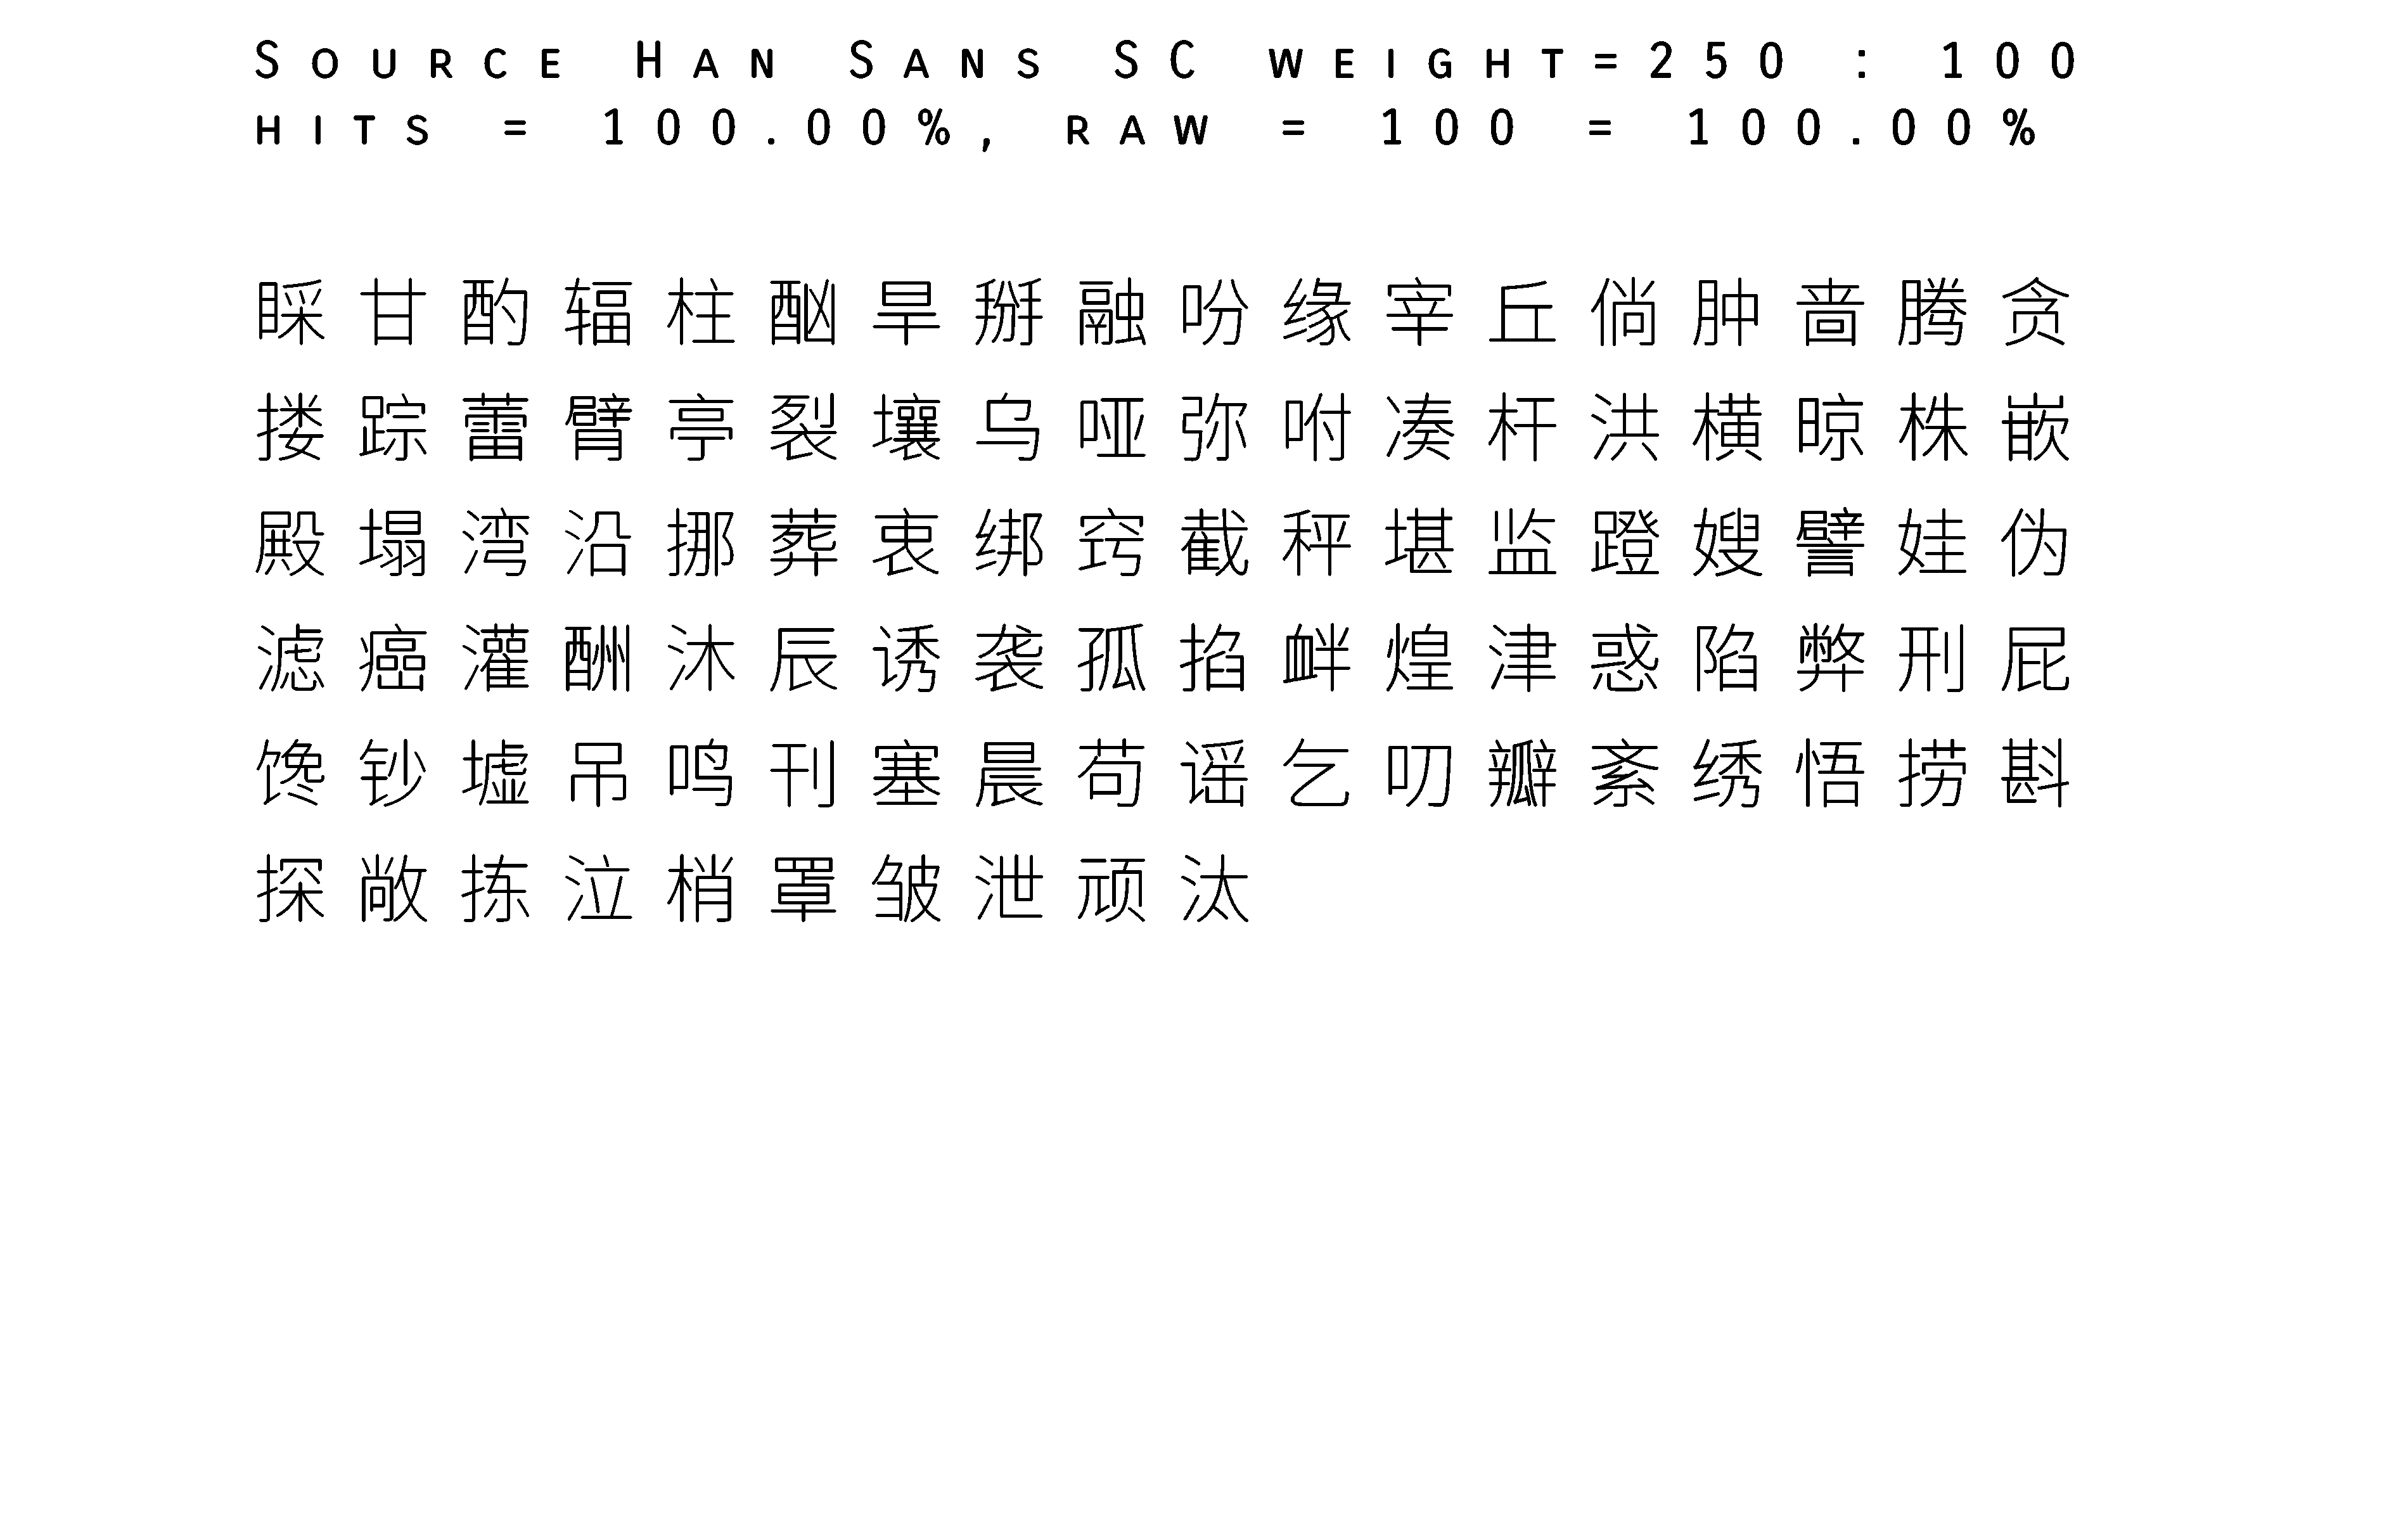 Source Han Sans SC weight=250 : 100
hits = 100.00%, raw = 100 = 100.00%
睬甘酌辐柱酗旱掰融吩缘宰丘倘肿啬腾贪
搂踪蕾臂亭裂壤乌哑弥咐凑杆洪横晾株嵌
殿塌湾沿挪葬衷绑窍截秤堪监蹬嫂譬娃伪
滤癌灌酬沐辰诱袭孤掐衅煌津惑陷弊刑屁
馋钞墟吊鸣刊塞晨苟谣乞叨瓣紊绣悟捞斟
探敞拣泣梢罩皱泄顽汰